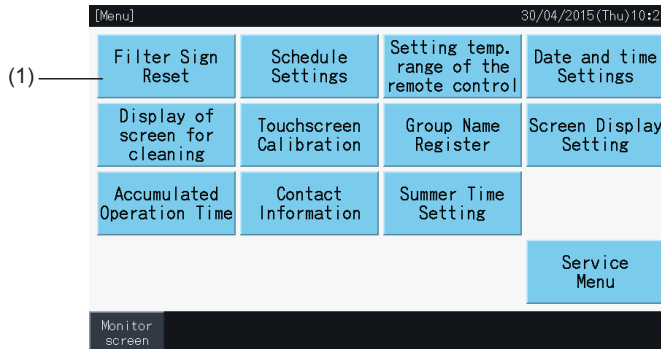 [Menu] 30/04/2015(Thu)10:2
(1)
Filter Sign
Reset
Schedule
Settings
Setting temp.
range of the
remote control
Date and time
Settings
Display of
screen for
cleaning
Touchscreen
Calibration
Group Name
Register
Screen Display
Setting
Accumulated
Operation Time
Contact
Information
Summer Time
Setting
Service
Menu
Monitor
screen